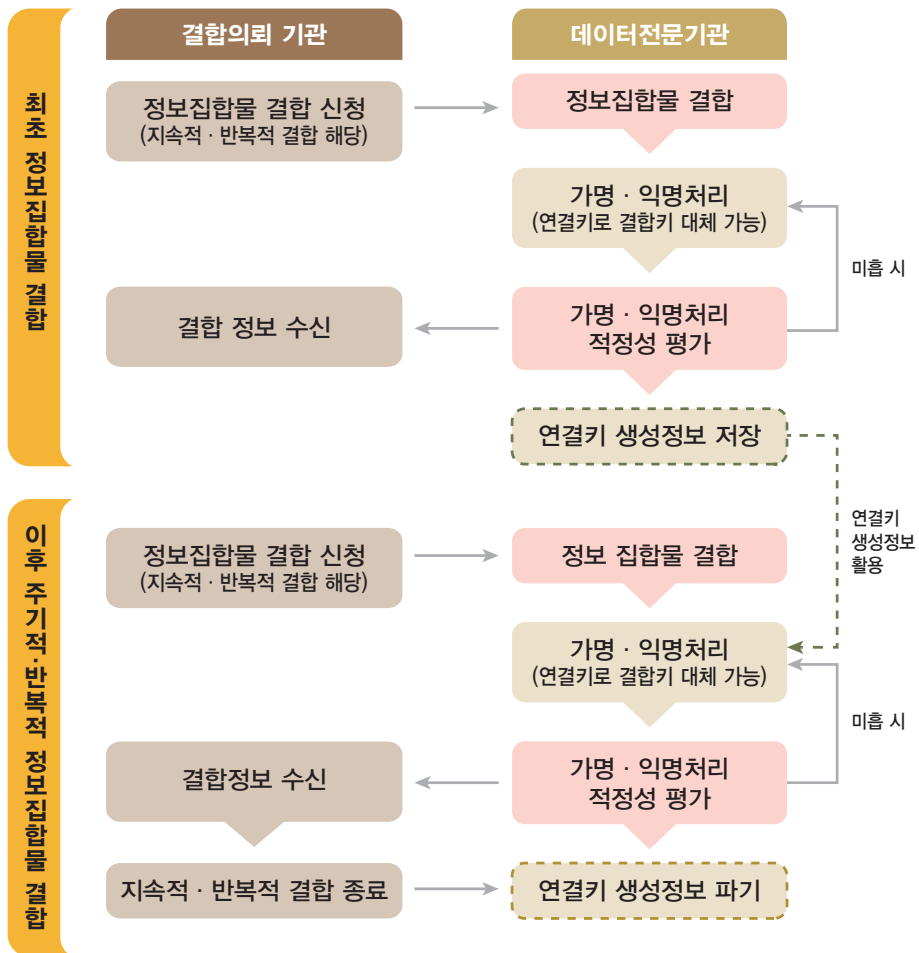 결합의뢰 기관
데이터전문기관
최초 정보집합물 결합
정보집합물 결합 신청
(지속적 · 반복적 결합 해당)
정보집합물 결합
가명 · 익명처리
(연결키로 결합키 대체 가능)
미흡 시
결합 정보 수신
가명 · 익명처리
적정성 평가
연결키 생성정보 저장
연결키
생성정보
활용
이후 주기적·반복적 정보집합물 결합
정보집합물 결합 신청
(지속적 · 반복적 결합 해당)
정보 집합물 결합
가명 · 익명처리
(연결키로 결합키 대체 가능)
미흡 시
결합정보 수신
가명 · 익명처리
적정성 평가
지속적 · 반복적 결합 종료
연결키 생성정보 파기